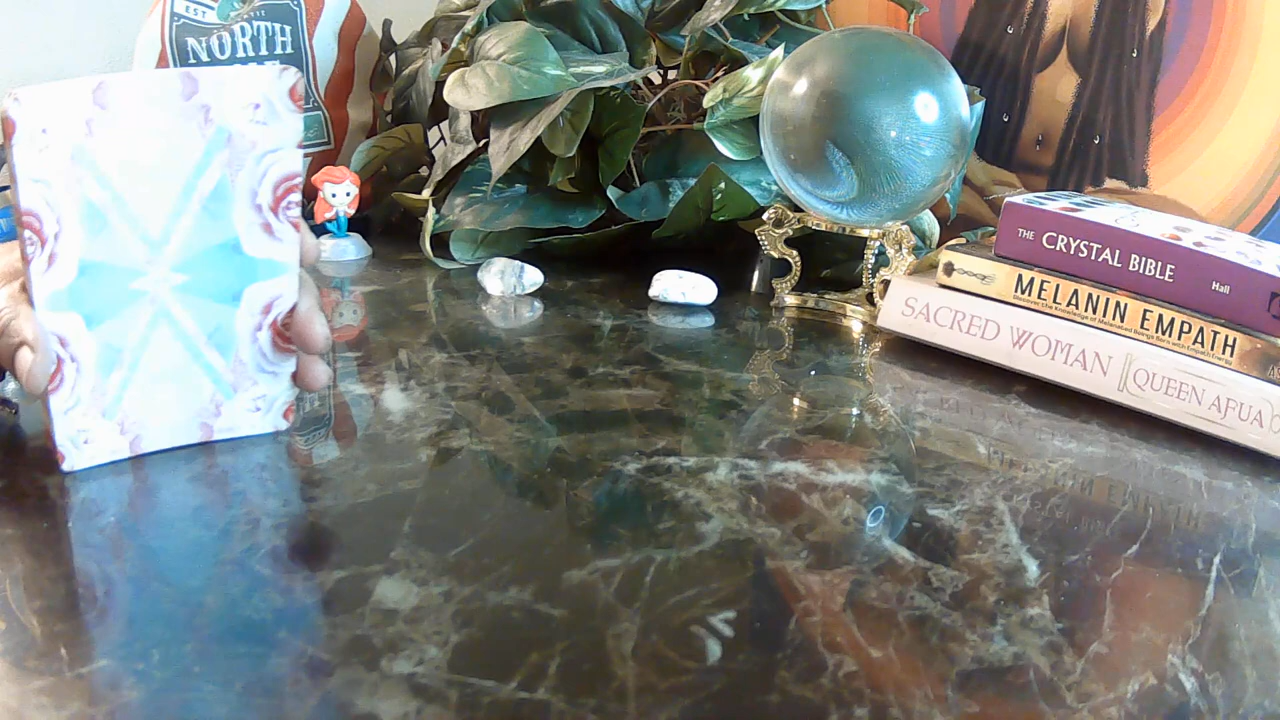 EST
NORTH
THE CRYSTAL BIBLE Hall
MELANIN EMPATH
Discover the Knowledge of Melanated Beings Born with Empath Energy
SACRED WOMAN QUEEN AFUA